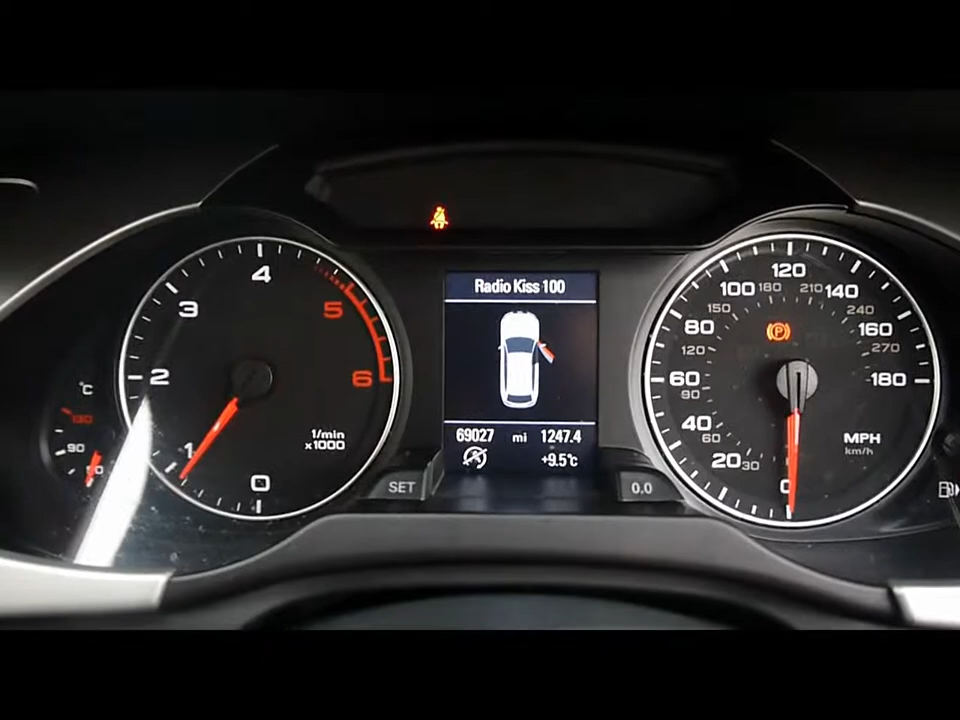 Radio Kiss 100
69027 mi 1247.4
+9.5°C
SET
0.0
0
1
2
3
4
5
6
1/min
x1000
°C
130
90
0
20
40
60
80
100
120
140
160
180
30
60
90
120
150
180
210
240
270
MPH
km/h
P